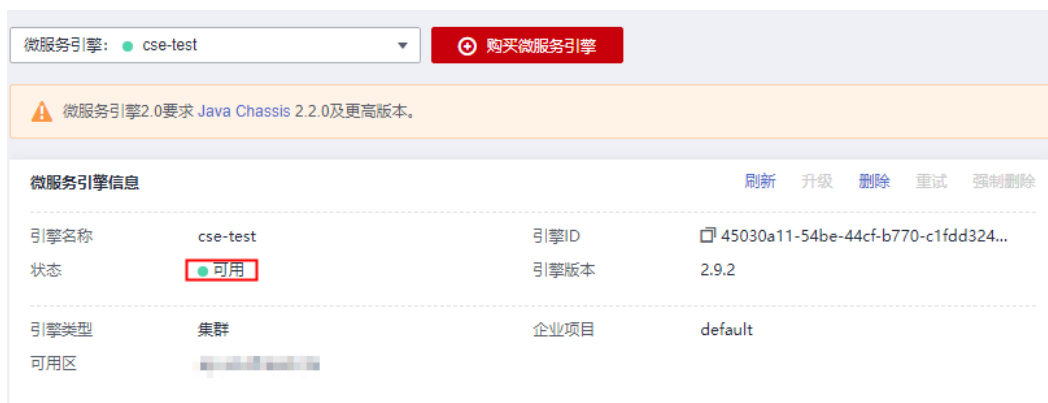 微服务引擎： cse-test 购买微服务引擎
微服务引擎2.0要求 Java Chassis 2.2.0及更高版本。
微服务引擎信息 刷新 升级 删除 重试 强制删除
引擎名称 cse-test 引擎ID 45030a11-54be-44cf-b770-c1fdd324...
状态 可用 引擎版本 2.9.2
引擎类型 集群 企业项目 default
可用区